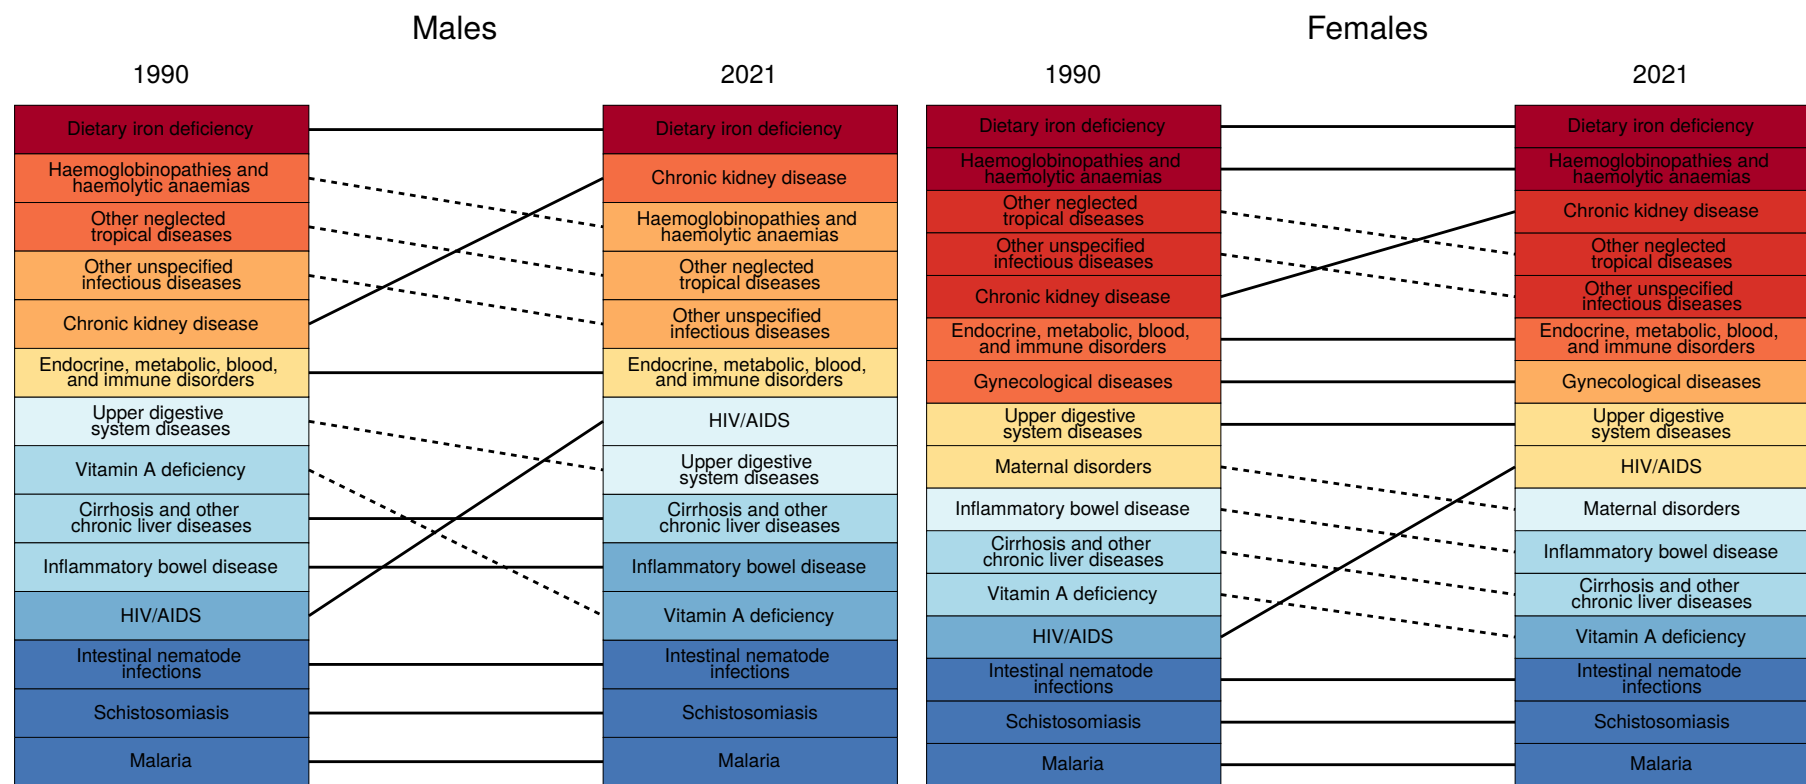 Males
1990
2021
Dietary iron deficiency
Haemoglobinopathies and
haemolytic anaemias
Other neglected
tropical diseases
Other unspecified
infectious diseases
Chronic kidney disease
Endocrine, metabolic, blood,
and immune disorders
Upper digestive
system diseases
Vitamin A deficiency
Cirrhosis and other
chronic liver diseases
Inflammatory bowel disease
HIV/AIDS
Intestinal nematode
infections
Schistosomiasis
Malaria
Dietary iron deficiency
Chronic kidney disease
Haemoglobinopathies and
haemolytic anaemias
Other neglected
tropical diseases
Other unspecified
infectious diseases
Endocrine, metabolic, blood,
and immune disorders
HIV/AIDS
Upper digestive
system diseases
Cirrhosis and other
chronic liver diseases
Inflammatory bowel disease
Vitamin A deficiency
Intestinal nematode
infections
Schistosomiasis
Malaria
Females
1990
2021
Dietary iron deficiency
Haemoglobinopathies and
haemolytic anaemias
Other neglected
tropical diseases
Other unspecified
infectious diseases
Chronic kidney disease
Endocrine, metabolic, blood,
and immune disorders
Gynecological diseases
Upper digestive
system diseases
Maternal disorders
Inflammatory bowel disease
Cirrhosis and other
chronic liver diseases
Vitamin A deficiency
HIV/AIDS
Intestinal nematode
infections
Schistosomiasis
Malaria
Dietary iron deficiency
Haemoglobinopathies and
haemolytic anaemias
Chronic kidney disease
Other neglected
tropical diseases
Other unspecified
infectious diseases
Endocrine, metabolic, blood,
and immune disorders
Gynecological diseases
Upper digestive
system diseases
HIV/AIDS
Maternal disorders
Inflammatory bowel disease
Cirrhosis and other
chronic liver diseases
Vitamin A deficiency
Intestinal nematode
infections
Schistosomiasis
Malaria